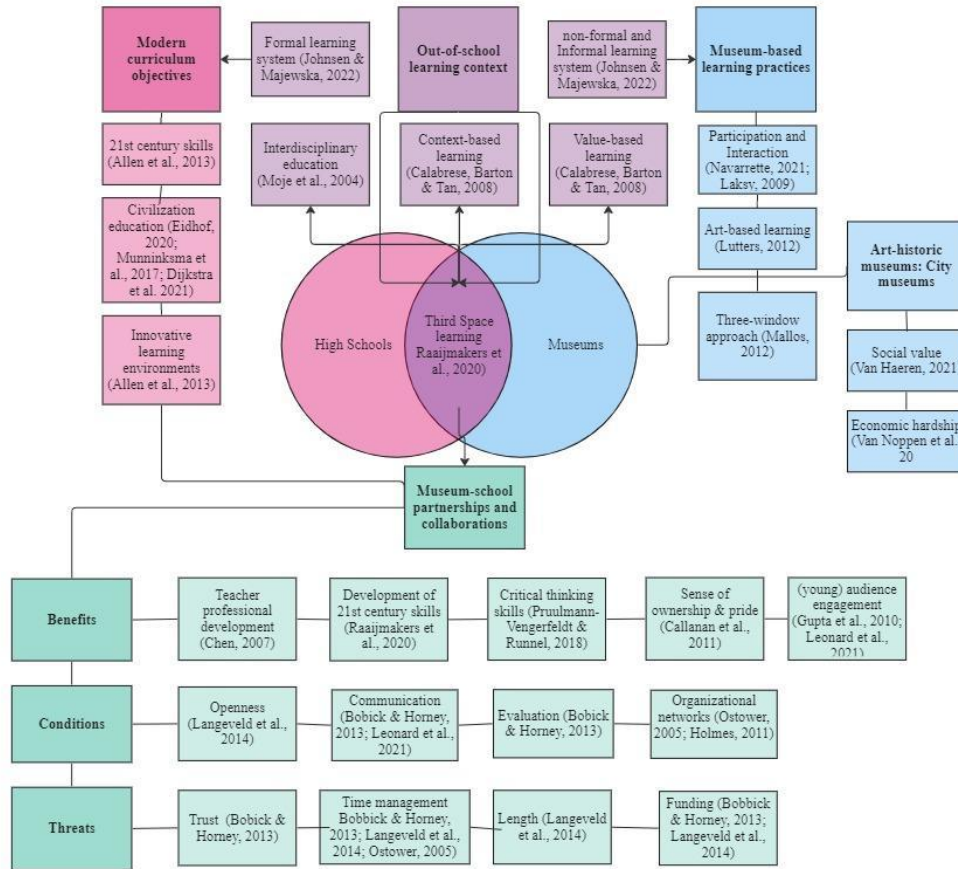 Modern
curriculum
objectives
Formal learning
system (Johnsen &
Majewska, 2022)
Out-of-school
learning context
non-formal and
Informal learning
system (Johnsen &
Majewska, 2022)
Museum-based
learning practices
21st century skills
(Allen et al., 2013)
Interdisciplinary
education
(Moje et al., 2004)
Context-based
learning
(Calabrese, Barton
& Tan, 2008)
Value-based
learning
(Calabrese, Barton
& Tan, 2008)
Participation and
Interaction
(Navarrette, 2021;
Laksy, 2009)
Civilization
education (Eidhof,
2020;
Munninksma et
al., 2017; Dijkstra
et al. 2021)
Art-based learning
(Lutters, 2012)
Art-historic
museums: City
museums
Innovative
learning
environments
(Allen et al., 2013)
High Schools
Third Space
learning
Raaijmakers et
al., 2020)
Museums
Three-window
approach (Mallos,
2012)
Social value
(Van Haeren, 2021)
Economic hardship
(Van Noppen et al.,
20
Museum-school
partnerships and
collaborations
Benefits
Teacher
professional
development
(Chen, 2007)
Development of
21st century skills
(Raaijmakers et
al., 2020)
Critical thinking
skills (Pruulmann-
Vengerfeldt &
Runnel, 2018)
Sense of
ownership & pride
(Callanan et al.,
2011)
(young) audience
engagement
(Gupta et al., 2010;
Leonard et al.,
2021)
Conditions
Openness
(Langeveld et al.,
2014)
Communication
(Bobick & Horney,
2013; Leonard et
al., 2021)
Evaluation (Bobick
& Horney, 2013)
Organizational
networks (Ostower,
2005; Holmes, 2011)
Threats
Trust (Bobick &
Horney, 2013)
Time management
Bobbick & Horney,
2013; Langeveld et al.,
2014; Ostower, 2005)
Length (Langeveld
et al., 2014)
Funding (Bobbick
& Horney, 2013;
Langeveld et al.,
2014)